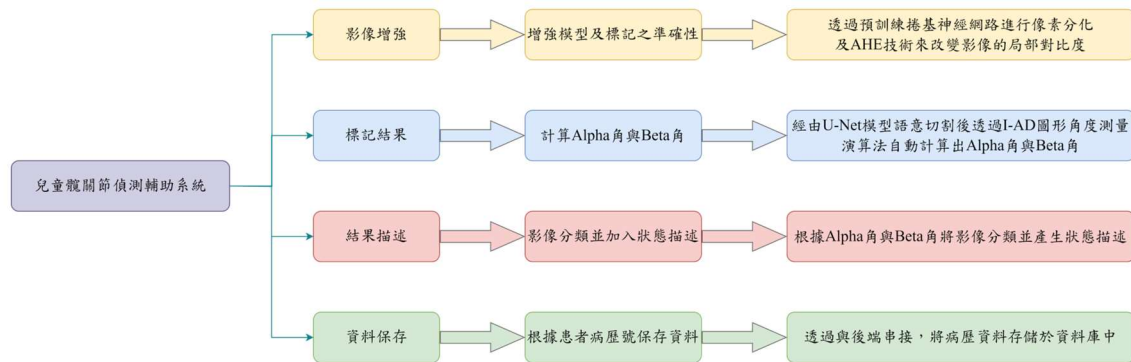 兒童髖關節偵測輔助系統
影像增強
增強模型及標記之準確性
透過預訓練捲基神經網路進行像素分化
及AHE技術來改變影像的局部對比度
標記結果
計算Alpha角與Beta角
經由U-Net模型語意切割後透過I-AD圖形角度測量
演算法自動計算出Alpha角與Beta角
結果描述
影像分類並加入狀態描述
根據Alpha角與Beta角將影像分類並產生狀態描述
資料保存
根據患者病歷號保存資料
透過與後端串接，將病歷資料存儲於資料庫中